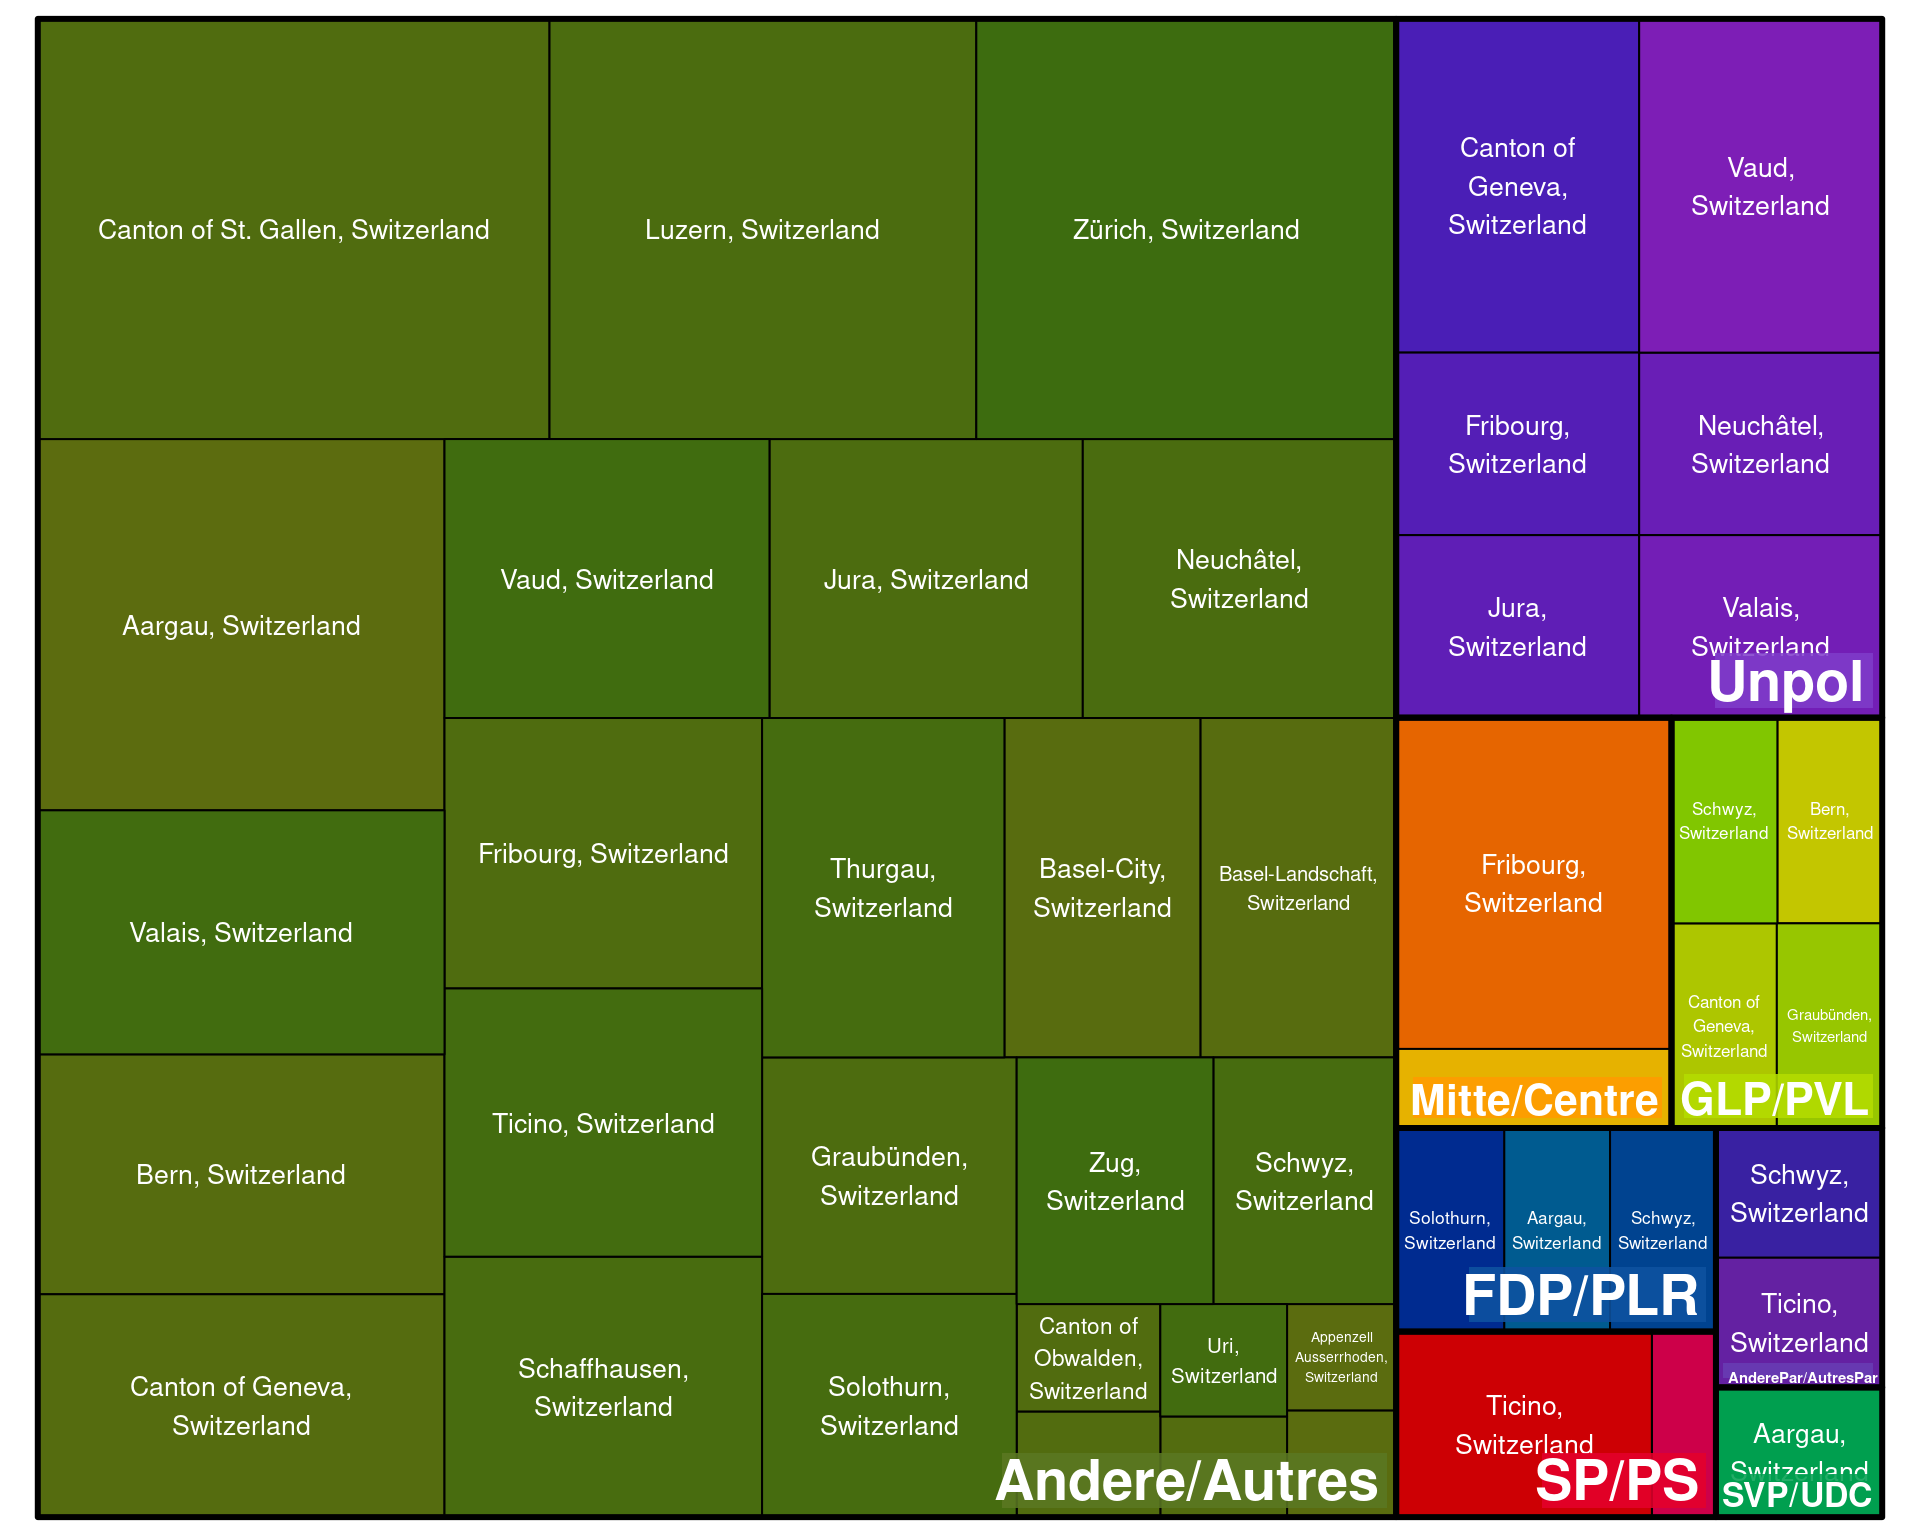 Canton of St. Gallen, Switzerland
Luzern, Switzerland
Zürich, Switzerland
Aargau, Switzerland
Vaud, Switzerland
Jura, Switzerland
Neuchâtel,
Switzerland
Valais, Switzerland
Fribourg, Switzerland
Thurgau,
Switzerland
Basel-City,
Switzerland
Basel-Landschaft,
Switzerland
Bern, Switzerland
Ticino, Switzerland
Graubünden,
Switzerland
Zug,
Switzerland
Schwyz,
Switzerland
Canton of Geneva,
Switzerland
Schaffhausen,
Switzerland
Solothurn,
Switzerland
Canton of
Obwalden,
Switzerland
Uri,
Switzerland
Appenzell
Ausserrhoden,
Switzerland
Andere/Autres
Canton of
Geneva,
Switzerland
Vaud,
Switzerland
Fribourg,
Switzerland
Neuchâtel,
Switzerland
Jura,
Switzerland
Valais,
Switzerland
Unpol
Fribourg,
Switzerland
Mitte/Centre
Schwyz,
Switzerland
Bern,
Switzerland
Canton of
Geneva,
Switzerland
Graubünden,
Switzerland
GLP/PVL
Solothurn,
Switzerland
Aargau,
Switzerland
Schwyz,
Switzerland
FDP/PLR
Schwyz,
Switzerland
Ticino,
Switzerland
AnderePar/AutresPar
Ticino,
Switzerland
SP/PS
Aargau,
Switzerland
SVP/UDC